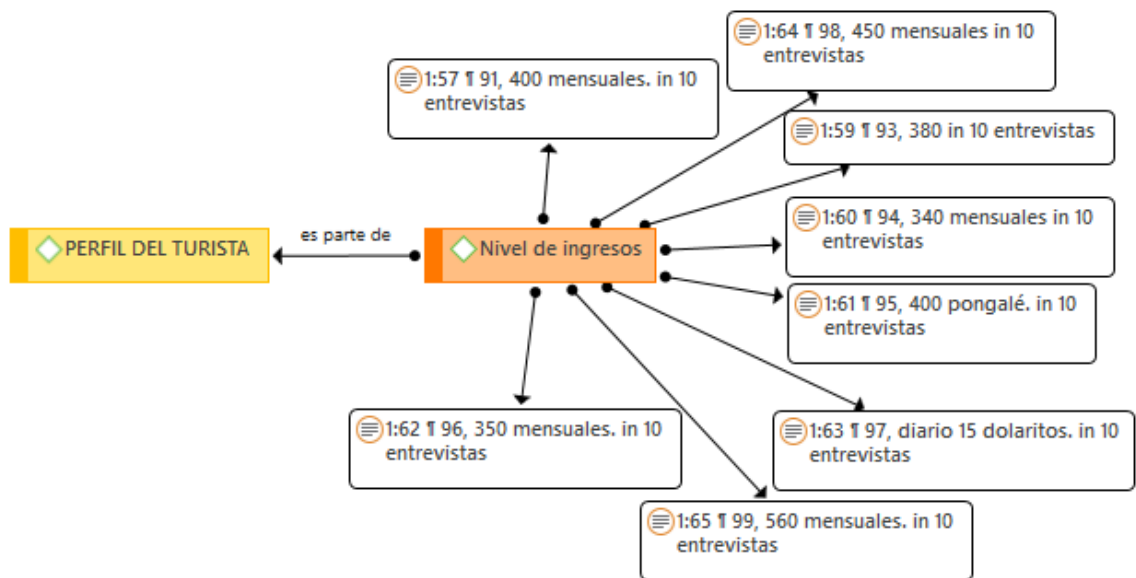 1:64 ¶ 98, 450 mensuales in 10
entrevistas
1:57 ¶ 91, 400 mensuales. in 10
entrevistas
1:59 ¶ 93, 380 in 10 entrevistas
1:60 ¶ 94, 340 mensuales in 10
entrevistas
PERFIL DEL TURISTA
es parte de
Nivel de ingresos
1:61 ¶ 95, 400 pongalé. in 10
entrevistas
1:62 ¶ 96, 350 mensuales. in 10
entrevistas
1:63 ¶ 97, diario 15 dolaritos. in 10
entrevistas
1:65 ¶ 99, 560 mensuales. in 10
entrevistas